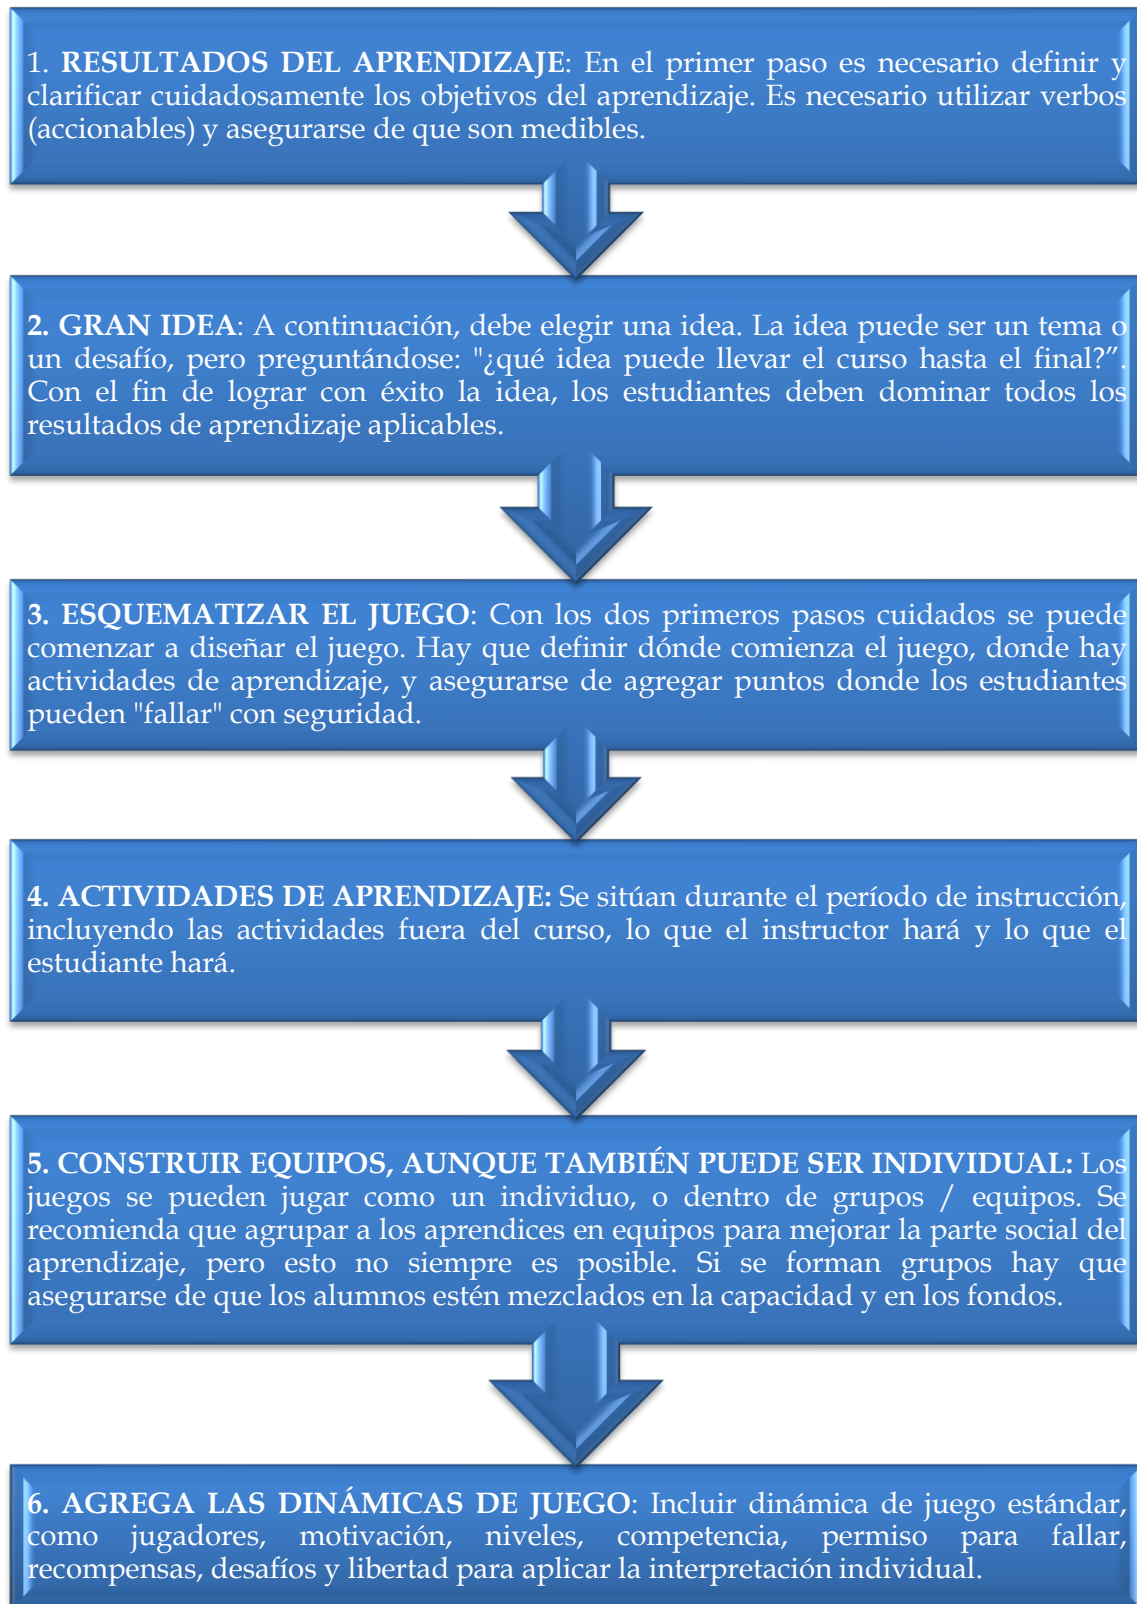 1. RESULTADOS DEL APRENDIZAJE: En el primer paso es necesario definir y
clarificar cuidadosamente los objetivos del aprendizaje. Es necesario utilizar verbos
(accionables) y asegurarse de que son medibles.
2. GRAN IDEA: A continuación, debe elegir una idea. La idea puede ser un tema o
un desafío, pero preguntándose: "¿qué idea puede llevar el curso hasta el final?”.
Con el fin de lograr con éxito la idea, los estudiantes deben dominar todos los
resultados de aprendizaje aplicables.
3. ESQUEMATIZAR EL JUEGO: Con los dos primeros pasos cuidados se puede
comenzar a diseñar el juego. Hay que definir dónde comienza el juego, donde hay
actividades de aprendizaje, y asegurarse de agregar puntos donde los estudiantes
pueden "fallar" con seguridad.
4. ACTIVIDADES DE APRENDIZAJE: Se sitúan durante el período de instrucción,
incluyendo las actividades fuera del curso, lo que el instructor hará y lo que el
estudiante hará.
5. CONSTRUIR EQUIPOS, AUNQUE TAMBIÉN PUEDE SER INDIVIDUAL: Los
juegos se pueden jugar como un individuo, o dentro de grupos / equipos. Se
recomienda que agrupar a los aprendices en equipos para mejorar la parte social del
aprendizaje, pero esto no siempre es posible. Si se forman grupos hay que
asegurarse de que los alumnos estén mezclados en la capacidad y en los fondos.
6. AGREGA LAS DINÁMICAS DE JUEGO: Incluir dinámica de juego estándar,
como jugadores, motivación, niveles, competencia, permiso para fallar,
recompensas, desafíos y libertad para aplicar la interpretación individual.